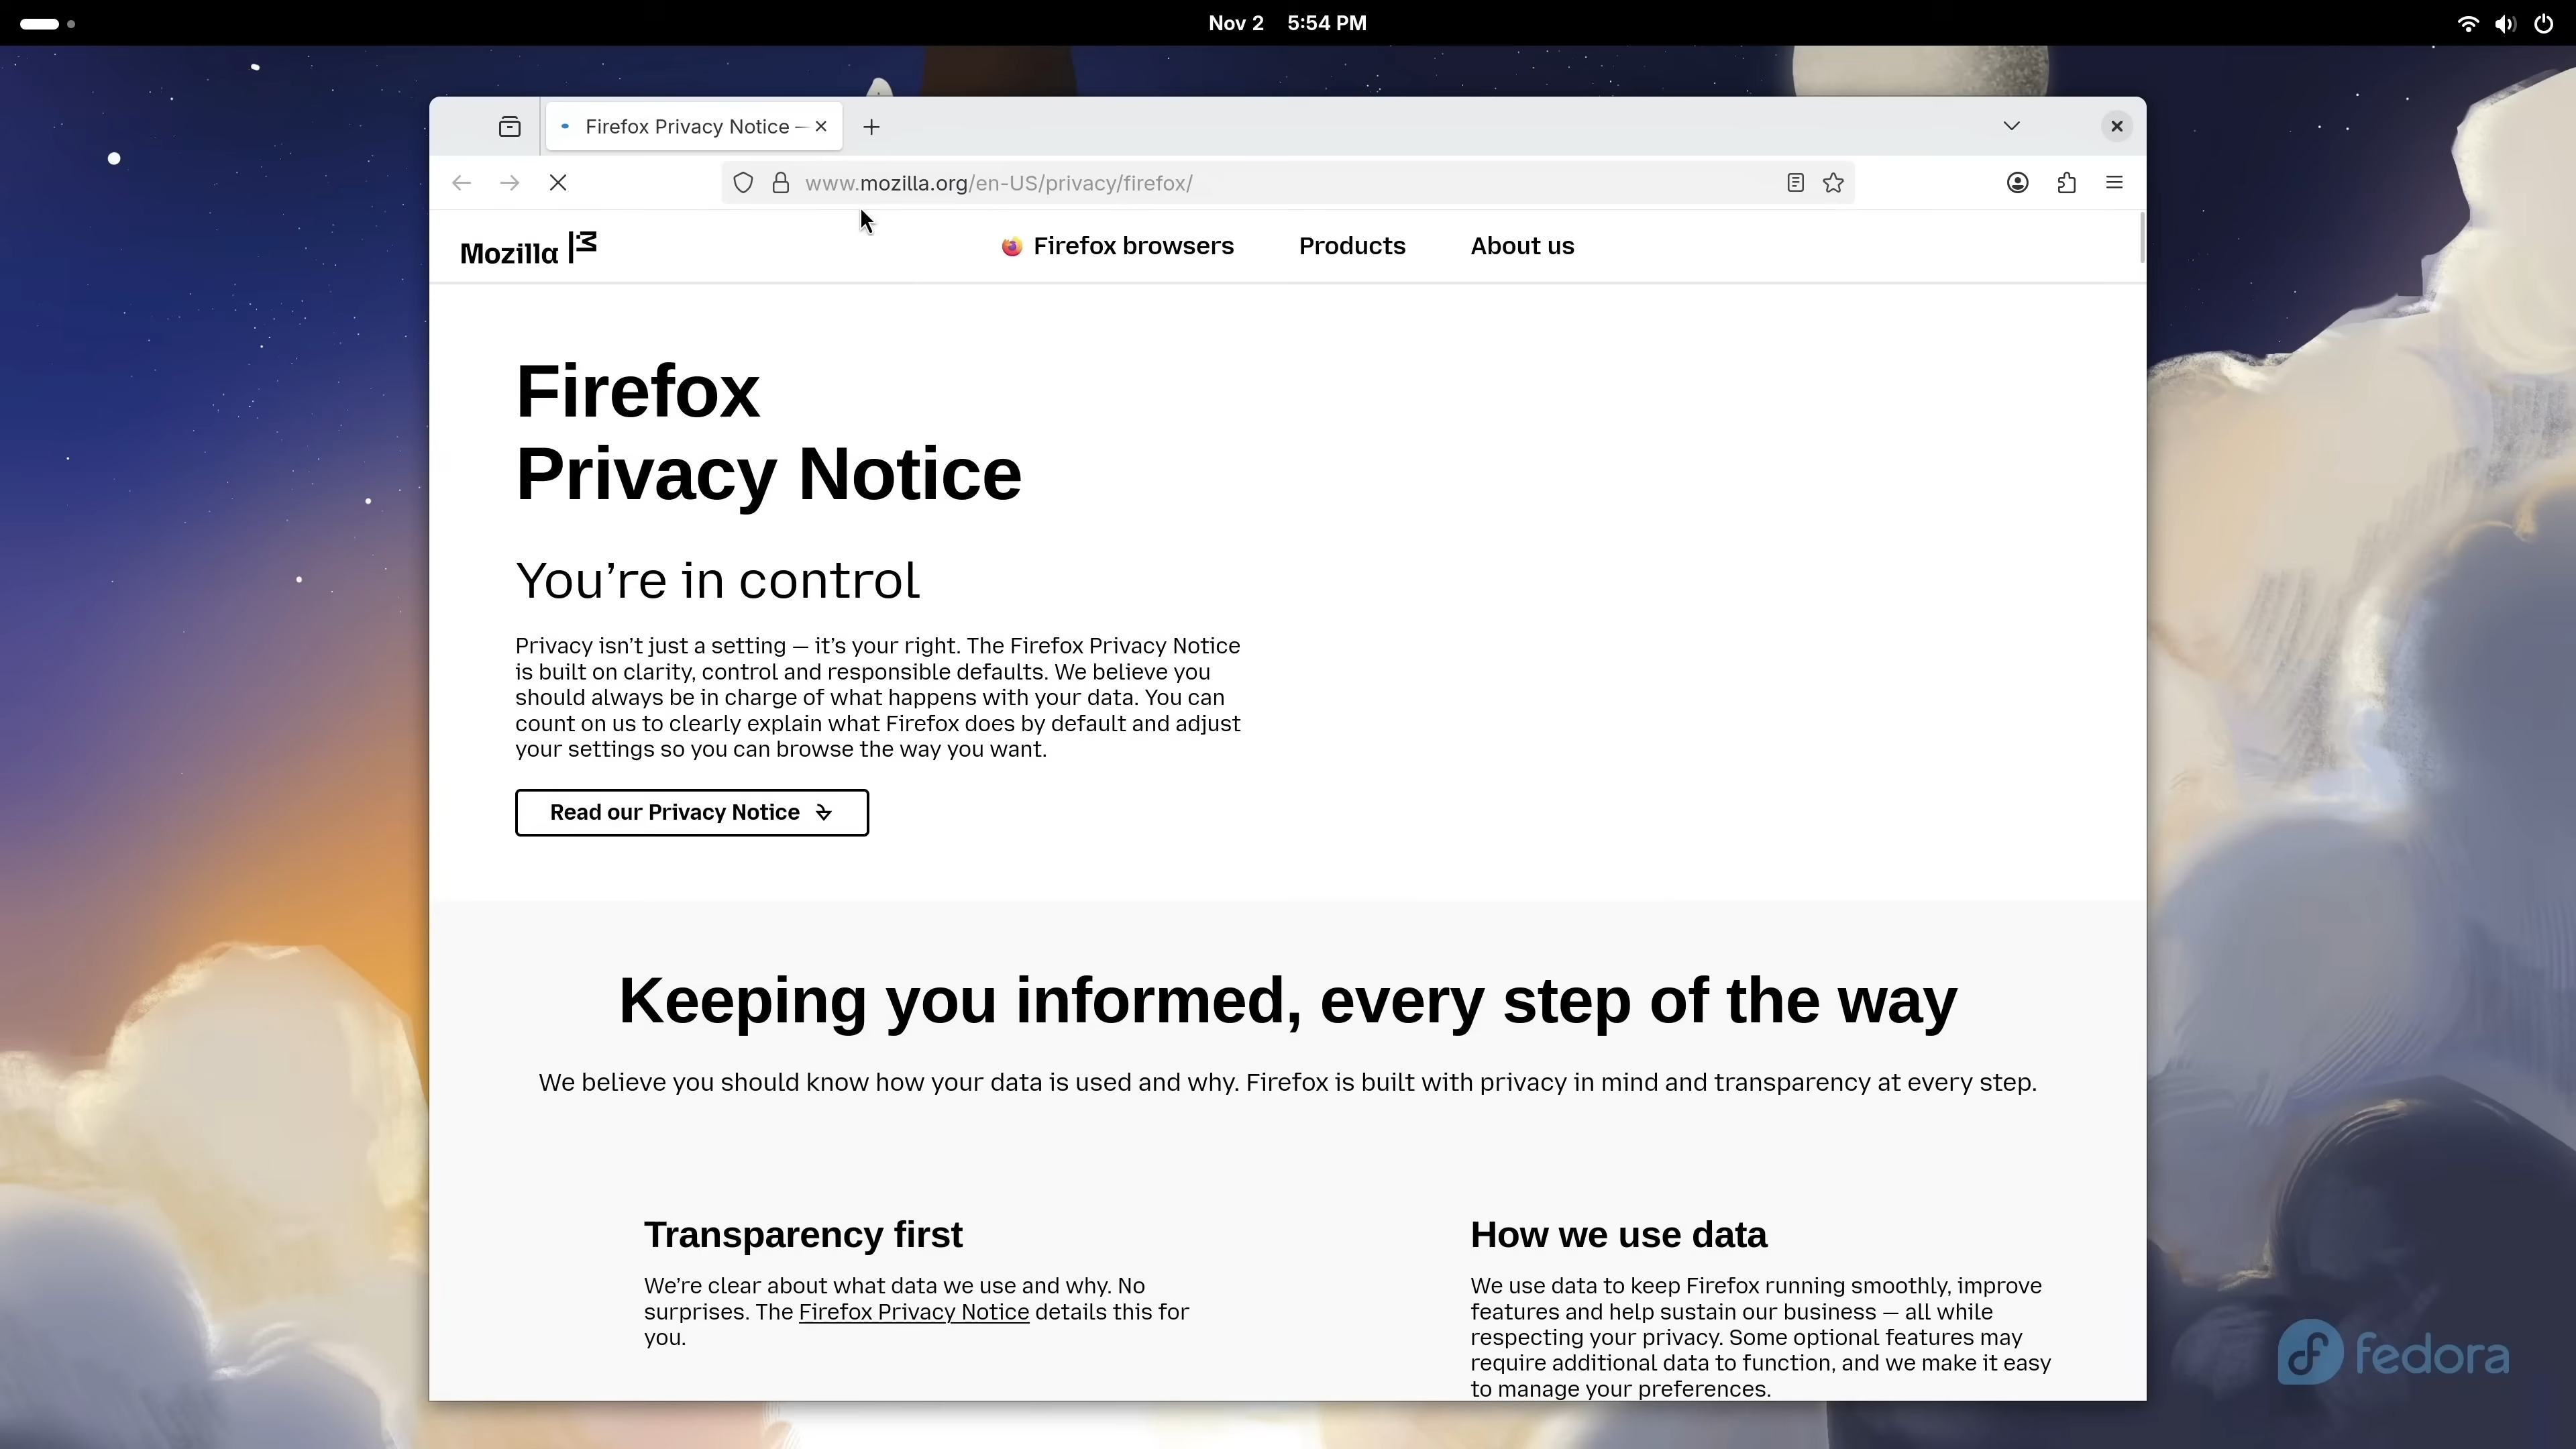 Nov 2 5:54 PM
Firefox Privacy Notice —
www.mozilla.org/en-US/privacy/firefox/
Mozilla
Firefox browsers
Products
About us
Firefox
Privacy Notice
You’re in control
Privacy isn’t just a setting — it’s your right. The Firefox Privacy Notice
is built on clarity, control and responsible defaults. We believe you
should always be in charge of what happens with your data. You can
count on us to clearly explain what Firefox does by default and adjust
your settings so you can browse the way you want.
Read our Privacy Notice
Keeping you informed, every step of the way
We believe you should know how your data is used and why. Firefox is built with privacy in mind and transparency at every step.
Transparency first
We’re clear about what data we use and why. No
surprises. The Firefox Privacy Notice details this for
you.
How we use data
We use data to keep Firefox running smoothly, improve
features and help sustain our business — all while
respecting your privacy. Some optional features may
require additional data to function, and we make it easy
to manage your preferences.
fedora